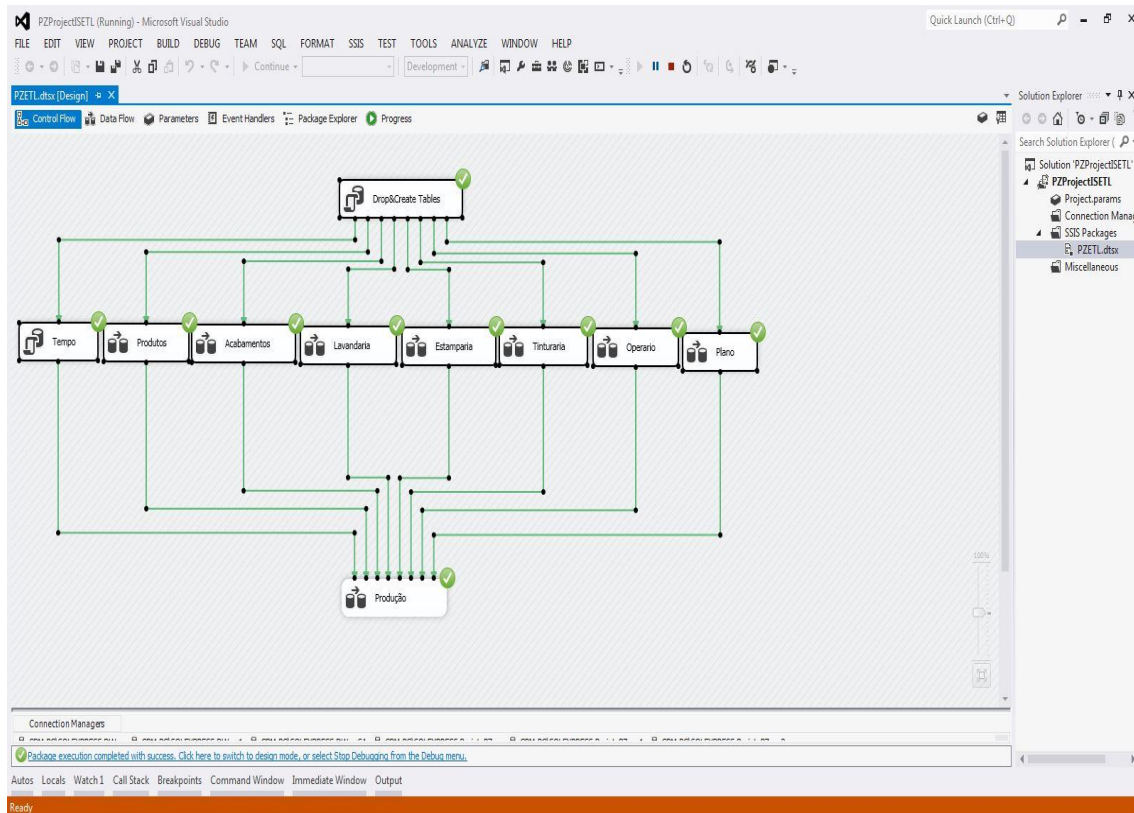 PZProjectISETL (Running) - Microsoft Visual Studio
Quick Launch (Ctrl+Q)
FILE EDIT VIEW PROJECT BUILD DEBUG TEAM SQL FORMAT SSIS TEST TOOLS ANALYZE WINDOW HELP
Continue
Development
PZETL.dtsx [Design]
Solution Explorer
Control Flow Data Flow Parameters Event Handlers Package Explorer Progress
Search Solution Explorer (
Solution 'PZProjectISETL'
PZProjectISETL
Project.params
Connection Mana
SSIS Packages
PZETL.dtsx
Miscellaneous
Drop&Create Tables
Tempo
Produtos
Acabamentos
Lavandaria
Estamparia
Tinturaria
Operario
Plano
100%
Produção
Connection Managers
Package execution completed with success. Click here to switch to design mode, or select Stop Debugging from the Debug menu.
Autos Locals Watch 1 Call Stack Breakpoints Command Window Immediate Window Output
Ready